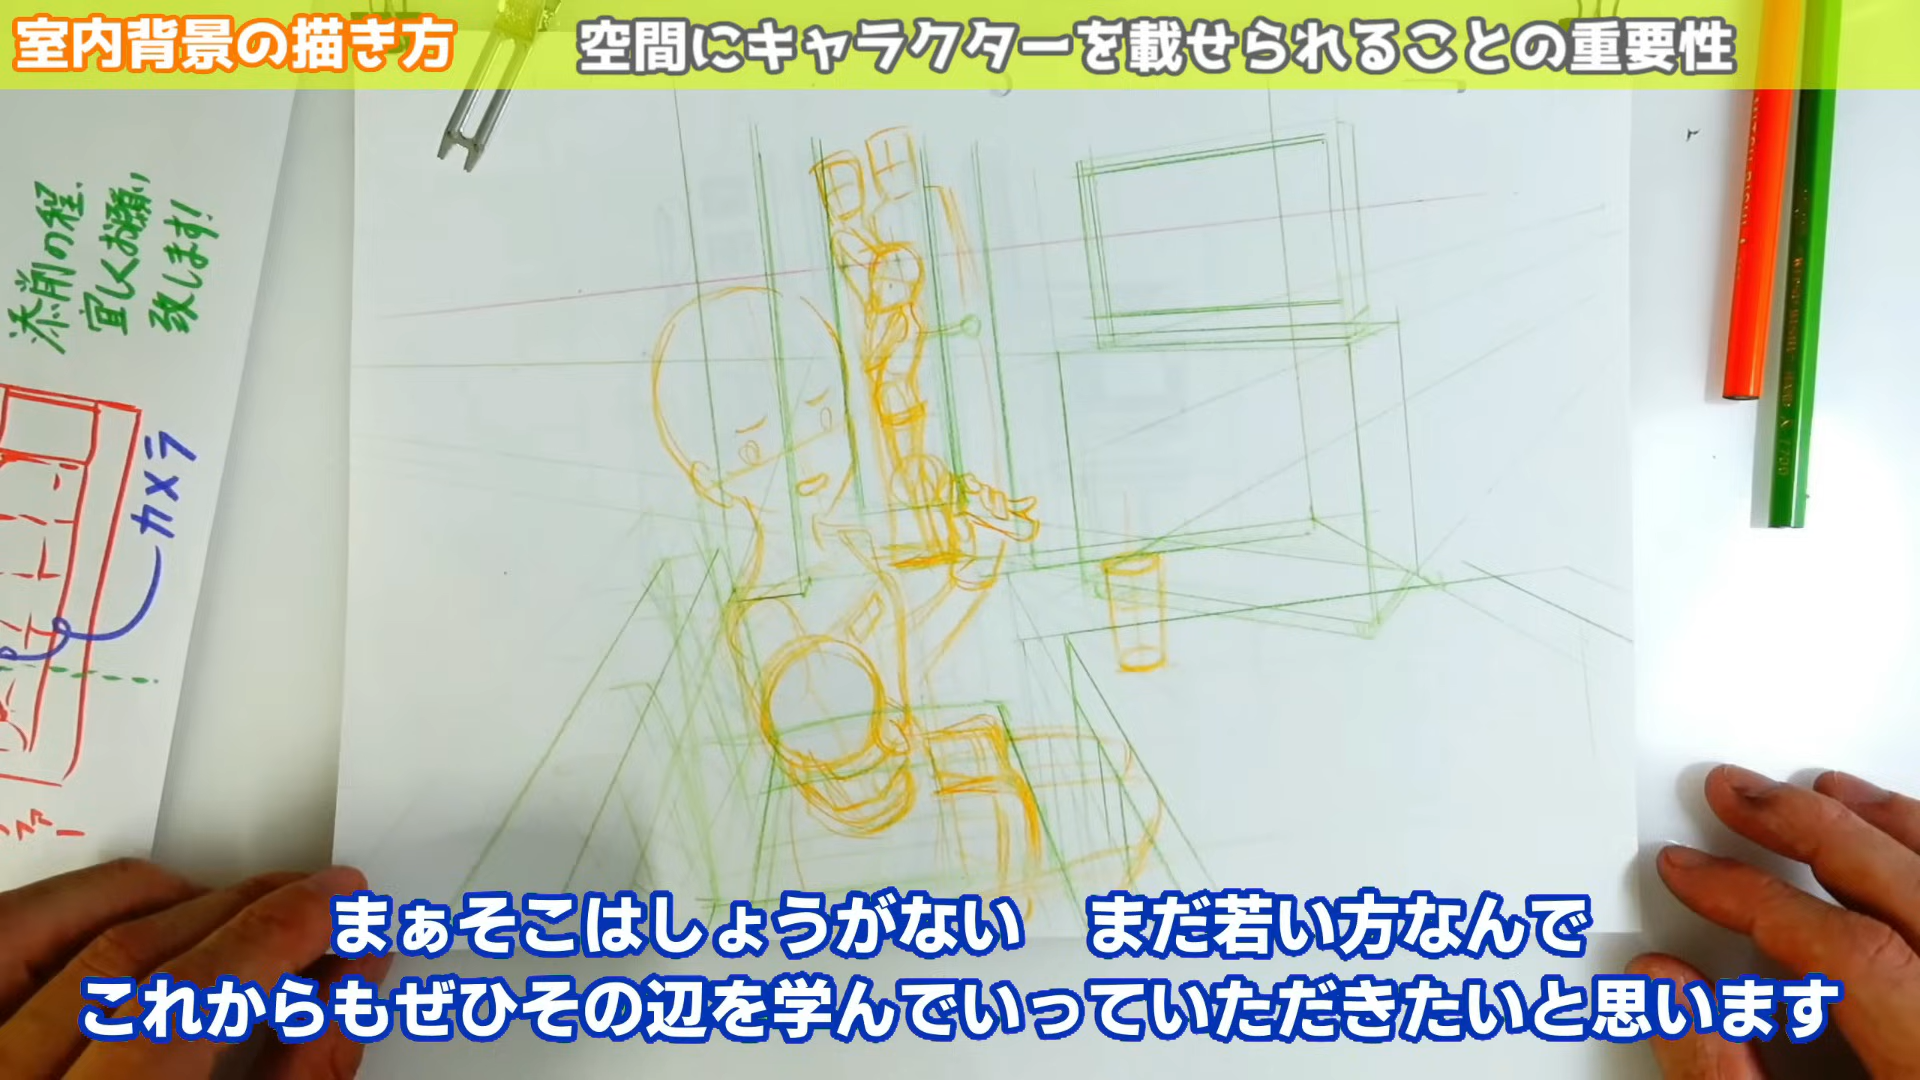 室内背景の描き方
空間にキャラクターを載せられることの重要性
添削の程、
宜しくお願い
致します!
カメラ
まぁそこはしょうがない まだ若い方なんで
これからもぜひその辺を学んでいっていただきたいと思います